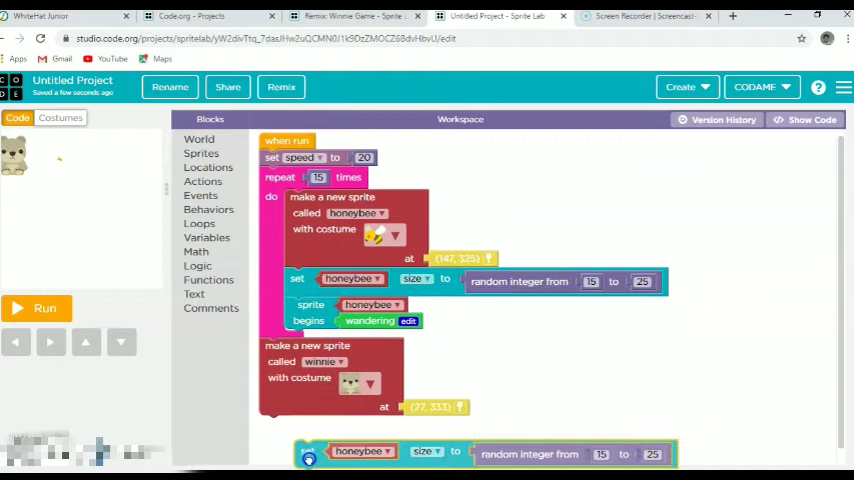 WhiteHat Junior
Code.org - Projects
Remix: Winnie Game - Sprite
Untitled Project - Sprite Lab
Screen Recorder | Screencast-
studio.code.org/projects/spritelab/yW2divTtq_7dasJHw2uQCMN0J1k9DzZMOCZ6BdvHbvU/edit
Apps
Gmail
YouTube
Maps
C O
D E
Untitled Project
Saved a few seconds ago
Rename
Share
Remix
Create
CODAME
?
Code
Costumes
Blocks
Workspace
Version History
</> Show Code
World
Sprites
Locations
Actions
Events
Behaviors
Loops
Variables
Math
Logic
Functions
Text
Comments
Run
when run
set speed to 20
repeat 15 times
do
make a new sprite
called honeybee
with costume
at (147, 325)
set honeybee size to random integer from 15 to 25
sprite honeybee
begins wandering edit
make a new sprite
called winnie
with costume
at (27, 333)
set honeybee size to random integer from 15 to 25